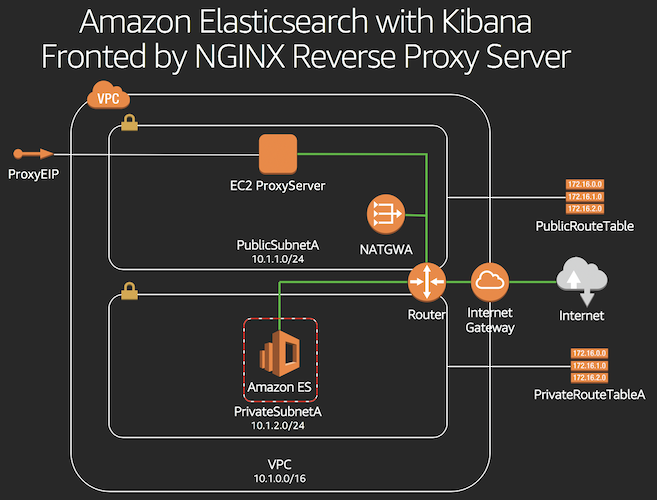 Amazon Elasticsearch with Kibana
Fronted by NGINX Reverse Proxy Server
VPC
ProxyEIP
EC2 ProxyServer
172.16.0.0
172.16.1.0
172.16.2.0
PublicRouteTable
NATGWA
PublicSubnetA
10.1.1.0/24
Router
Internet
Gateway
Internet
Amazon ES
172.16.0.0
172.16.1.0
172.16.2.0
PrivateRouteTableA
PrivateSubnetA
10.1.2.0/24
VPC
10.1.0.0/16